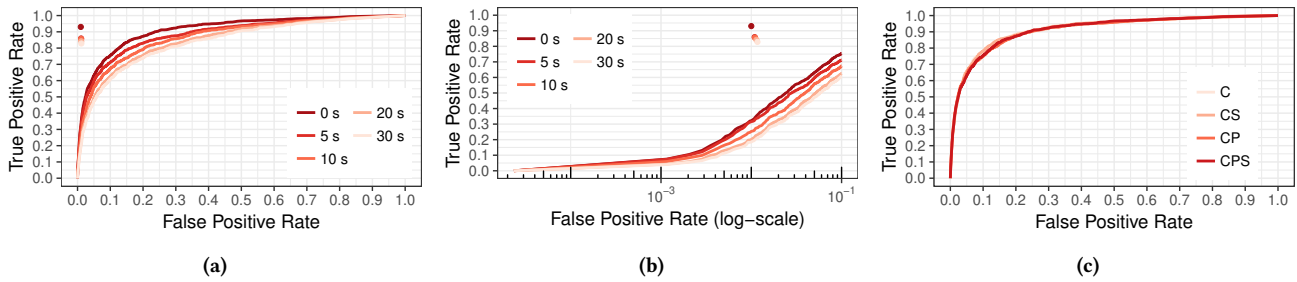 1.0
0.9
0.8
0.7
0.6
0.5
0.4
0.3
0.2
0.1
0.0
True Positive Rate
0 s 20 s
5 s 30 s
10 s
0.0 0.1 0.2 0.3 0.4 0.5 0.6 0.7 0.8 0.9 1.0
False Positive Rate
(a)
1.0
0.9
0.8
0.7
0.6
0.5
0.4
0.3
0.2
0.1
0.0
True Positive Rate
0 s 20 s
5 s 30 s
10 s
10−3 10−1
False Positive Rate (log−scale)
(b)
1.0
0.9
0.8
0.7
0.6
0.5
0.4
0.3
0.2
0.1
0.0
True Positive Rate
C
CS
CP
CPS
0.0 0.1 0.2 0.3 0.4 0.5 0.6 0.7 0.8 0.9 1.0
False Positive Rate
(c)